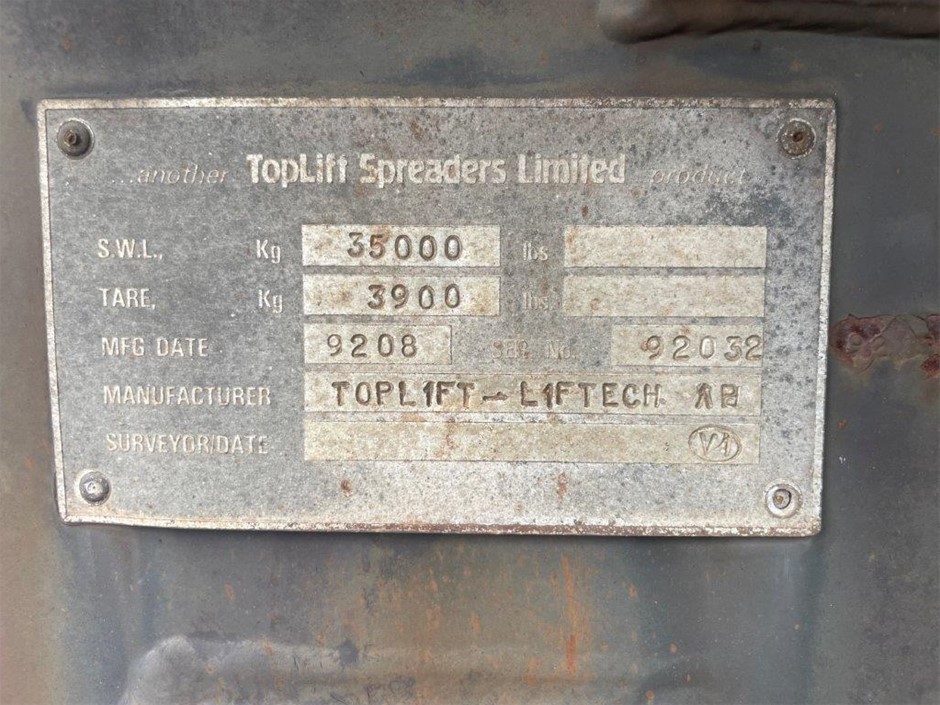 ...another TopLift Spreaders Limited product
S.W.L., Kg 35000 lbs
TARE, Kg 3900 lbs
MFG DATE 9208 SER. No. 92032
MANUFACTURER TOPL1FT-L1FTECH AB
SURVEYOR/DATE V4